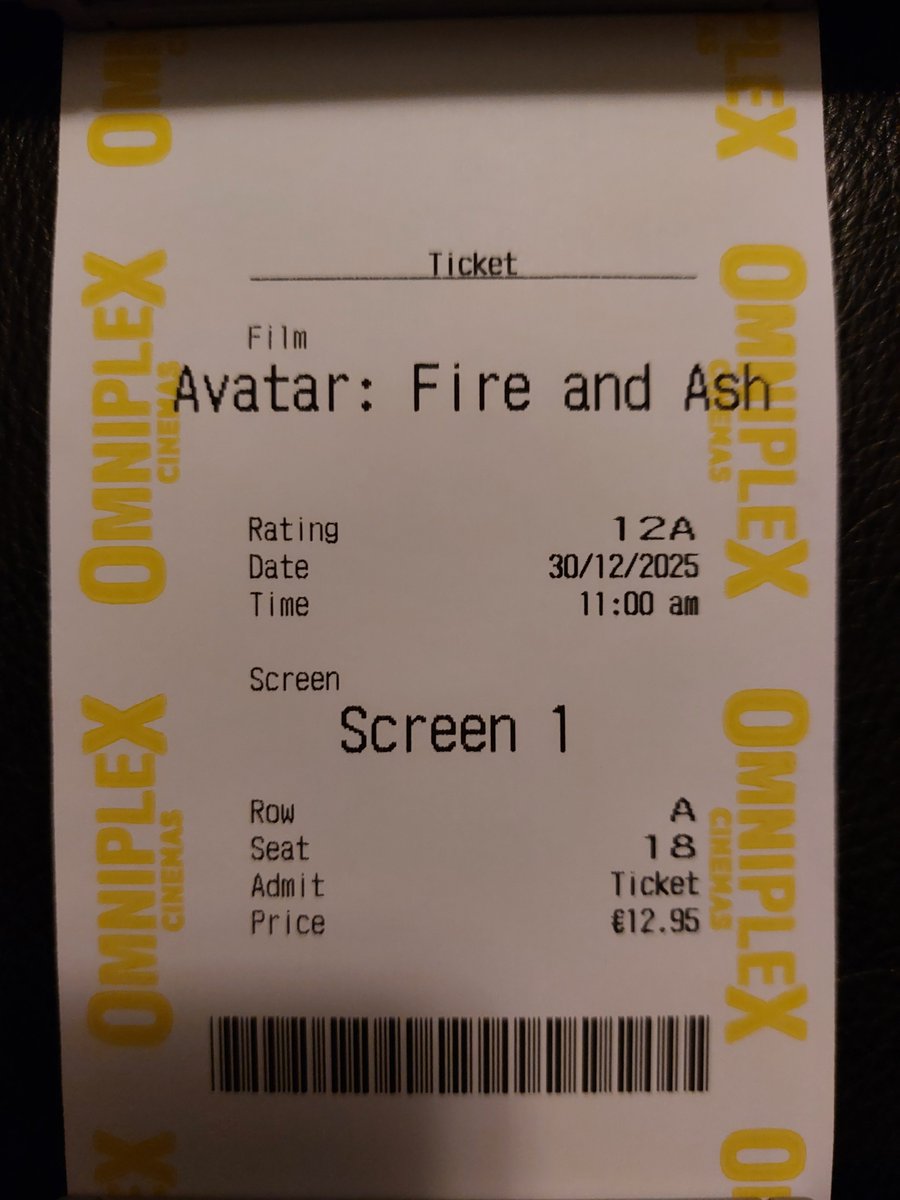 Ticket
Film
Avatar: Fire and Ash
Rating 12A
Date 30/12/2025
Time 11:00 am
Screen
Screen 1
Row A
Seat 18
Admit Ticket
Price €12.95
OMNIPLEX
CINEMAS
OMNIPLEX
CINEMAS
OMNIPLEX
CINEMAS
OMNIPLEX
CINEMAS